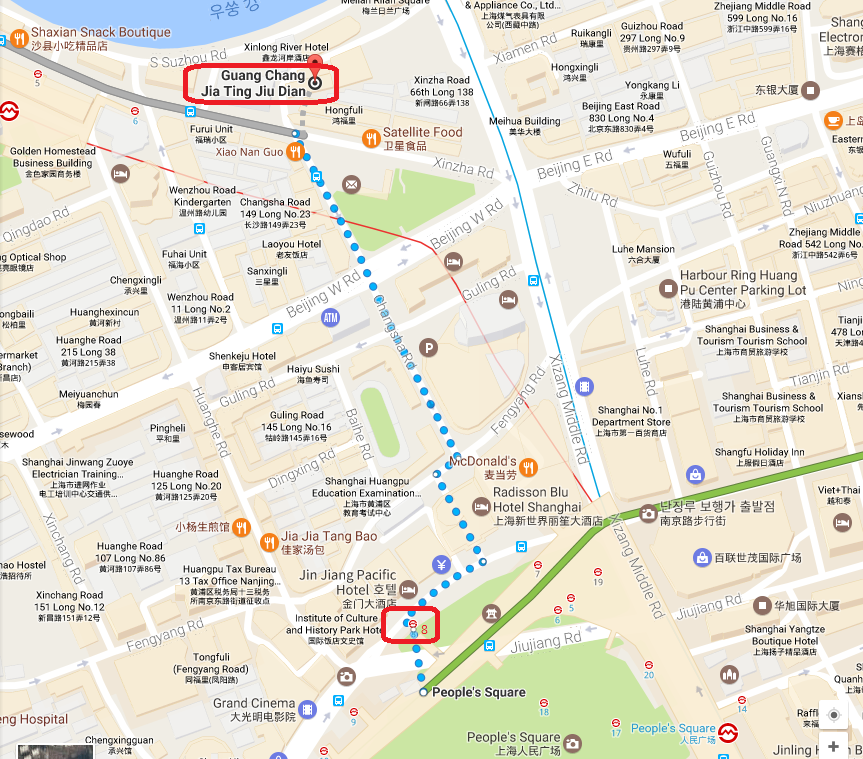 우쑹 강
Shaxian Snack Boutique
沙县小吃精品店
S Suzhou Rd
Xinlong River Hotel
鑫龙河岸酒店
Meilan Rilan Square
梅兰日兰广场
& Appliance Co., Ltd...
上海煤气表具有限
公司(西藏中路)
Guizhou Road
297 Long No.9
贵州路297弄9号
Zhejiang Middle Road
599 Long No.16
浙江中路599弄16号
Shanghai
Electronic
Ruikangli
瑞康里
Xiamen Rd
5
6
Guang Chang
Jia Ting Jiu Dian
Hongfuli
鸿福里
Xinzha Road
66th Long 138
新闸路66弄138
Hongxingli
鸿兴里
Yongkang Li
永康里
Meihua Building
美华大楼
Beijing East Road
830 Long No.4
北京东路830弄4号
东银大厦
Furui Unit
福瑞小区
Xiao Nan Guo
Satellite Food
卫星食品
Xinzha Rd
Beijing E Rd
Beijing E Rd
Wufuli
五福里
Eastern
东银
Golden Homestead
Business Building
金色家园商务楼
Wenzhou Road
Kindergarten
温州路幼儿园
Changsha Road
149 Long No.23
长沙路149弄23号
Zhifu Rd
Guizhou Rd
Guangxi N Rd
Niuzhuang
Qingdao Rd
Laoyou Hotel
老友饭店
Beijing W Rd
Zhejiang Middle
Road 542 Long
浙江中路542弄6号
ng Optical Shop
Fuhai Unit
福海小区
Sanxingli
三星里
Luhe Mansion
六合大厦
Chengxingli
承兴里
Guling Rd
Harbour Ring Huang
Pu Center Parking Lot
港陆黄浦中心
Wenzhou Road
11 Long No.2
温州路11弄2号
Beijing W Rd
ATM
Changsha Rd
ongbaili
松柏里
Huanghexincun
黄河新村
Huanghe Road
215 Long 38
黄河路215弄38
P
Shanghai Business &
Tourism Tourism School
上海市商贸旅游学校
Tianjin
478 Lo
Shenkeju Hotel
申客居宾馆
Haiyu Sushi
海鱼寿司
Xizang Middle Rd
Luhe Rd
Tianjin Rd
Meiyuanchun
梅园春
Guling Rd
Huanghe Rd
Baihe Rd
Fengyang Rd
Shanghai No.1
Department Store
上海市第一百货商店
Shanghai Business &
Tourism Tourism School
上海市商贸旅游学校
Pingheli
平和里
Guling Road
145 Long No.16
牯岭路145弄16号
Dingxing Rd
McDonald's
麦当劳
Shangfu Holiday Inn
上服假日酒店
Shanghai Jinwang Zuoye
Electrician Training...
上海市进网作业
电工培训中心交通供...
Huanghe Road
125 Long No.20
黄河路125弄20号
Shanghai Huangpu
Education Examination...
上海市黄浦区
教育考试中心
Radisson Blu
Hotel Shanghai
上海新世界丽笙大酒店
난징루 보행가 출발점
南京路步行街
Viet+Thai
越和泰
小杨生煎馆
Jia Jia Tang Bao
佳家汤包
Xinchang Rd
Huanghe Road
107 Long No.86
黄河路107弄86号
Huangpu Tax Bureau
13 Tax Office Nanjing...
黄浦区税务局十三税务
所南京东路街道征收点
Jin Jiang Pacific
Hotel 호텔
金门大酒店
¥
7
19
Xizang Middle Rd
百联世茂国际广场
Xinchang Road
151 Long No.12
新昌路151弄12号
Institute of Culture
and History Park Hotel
国际饭店文史馆
8
6
5
Jiujiang Rd
Jiujiang Rd
华旭国际大厦
Fengyang Rd
Shanghai Yangtze
Boutique Hotel
上海扬子精品酒店
Tongfuli
(Fengyang Road)
同福里(凤阳路)
20
People's Square
Grand Cinema
大光明电影院
18
17
14
People's Square
人民广场
eng Hospital
Chengxingguan
承兴馆
People's Square
上海人民广场
Jinling Hotel